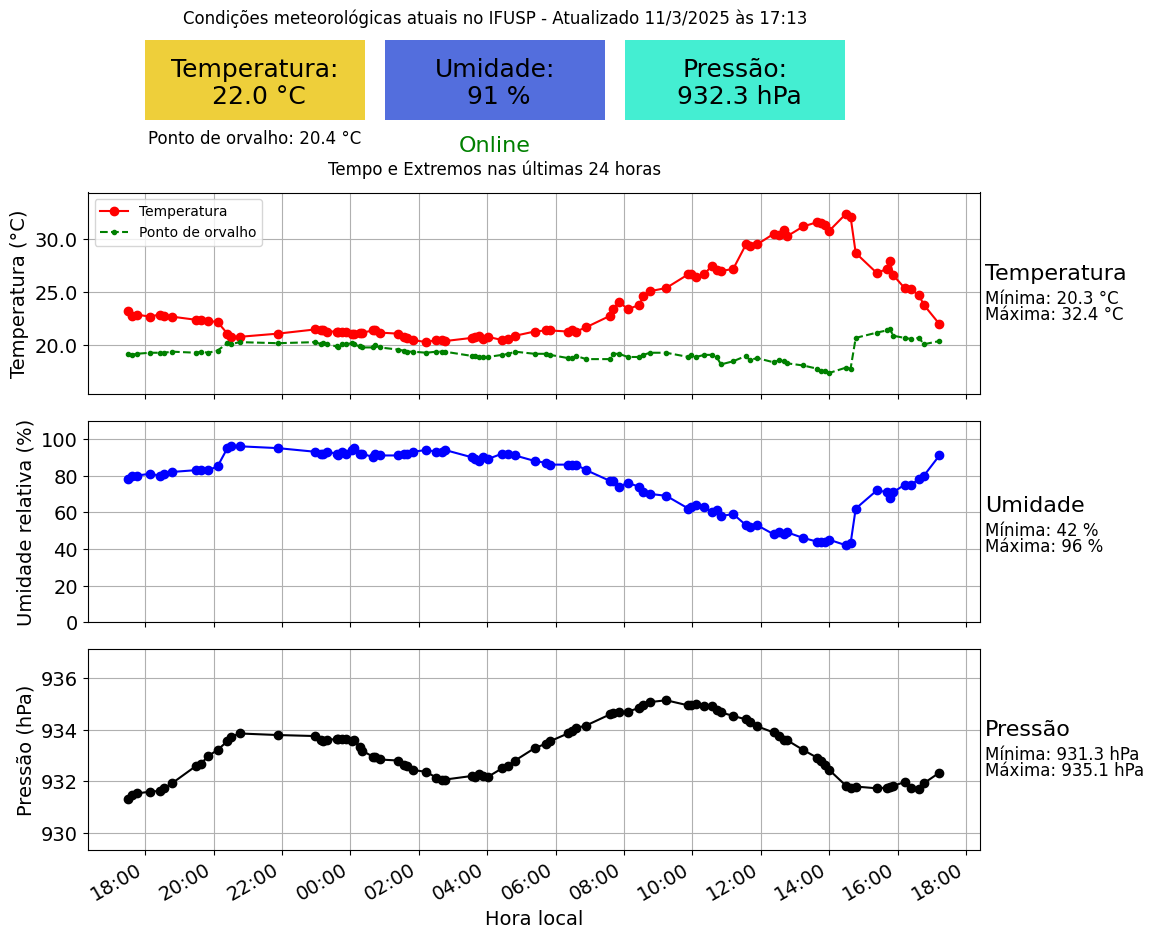 Condições meteorológicas atuais no IFUSP - Atualizado 11/3/2025 às 17:13
Temperatura:
22.0 °C
Umidade:
91 %
Pressão:
932.3 hPa
Ponto de orvalho: 20.4 °C
Online
Tempo e Extremos nas últimas 24 horas
Temperatura (°C)
30.0
25.0
20.0
Temperatura
Ponto de orvalho
Temperatura
Mínima: 20.3 °C
Máxima: 32.4 °C
Umidade relativa (%)
100
80
60
40
20
0
Umidade
Mínima: 42 %
Máxima: 96 %
Pressão (hPa)
936
934
932
930
Pressão
Mínima: 931.3 hPa
Máxima: 935.1 hPa
18:00
20:00
22:00
00:00
02:00
04:00
06:00
08:00
10:00
12:00
14:00
16:00
18:00
Hora local